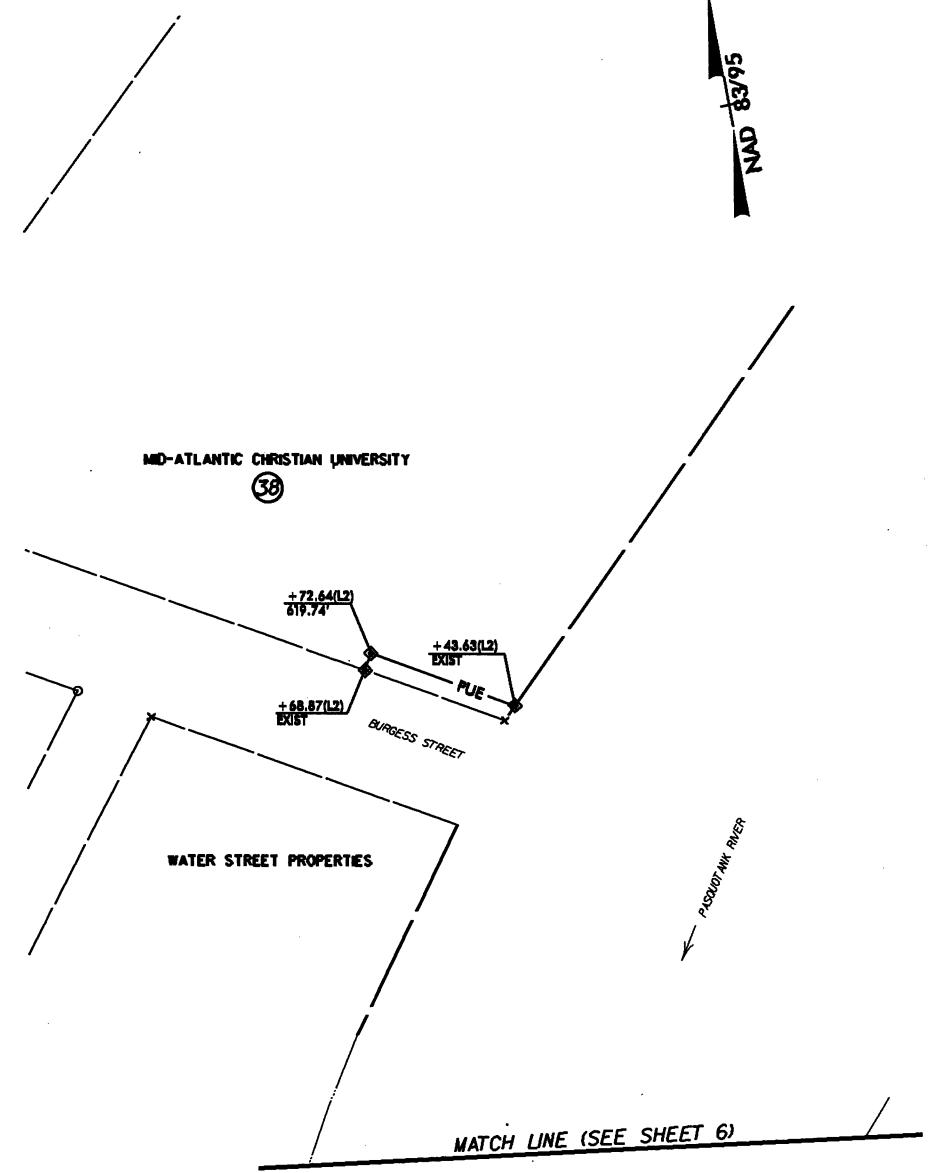 NAD 83/95
MID-ATLANTIC CHRISTIAN UNIVERSITY
38
+72.64(L2)
619.74'
+43.63(L2)
EXIST
PUE
+68.87(L2)
EXIST
BURGESS STREET
WATER STREET PROPERTIES
PASQUOTANK RIVER
MATCH LINE (SEE SHEET 6)